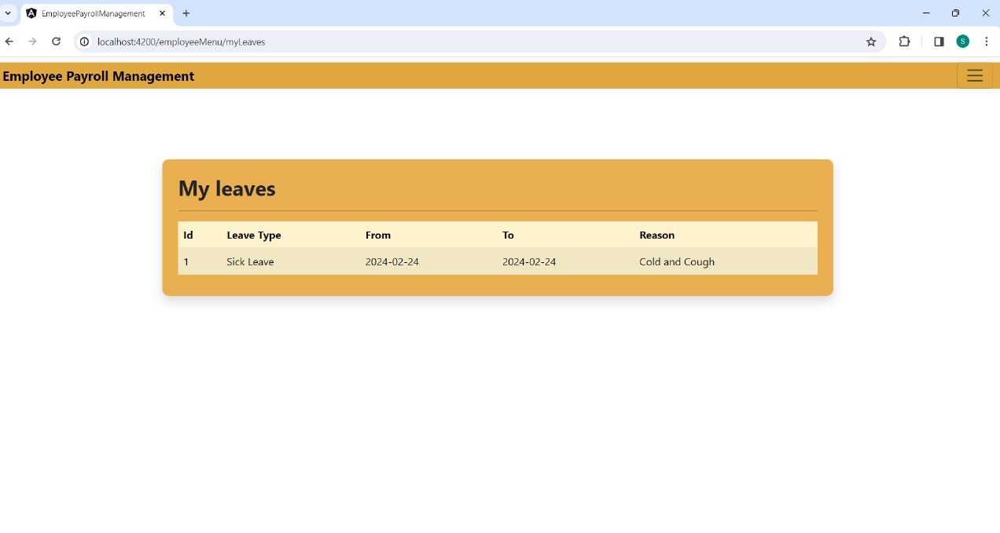 EmployeePayrollManagement
localhost:4200/employeeMenu/myLeaves
S
Employee Payroll Management
My leaves
Id Leave Type From To Reason
1 Sick Leave 2024-02-24 2024-02-24 Cold and Cough